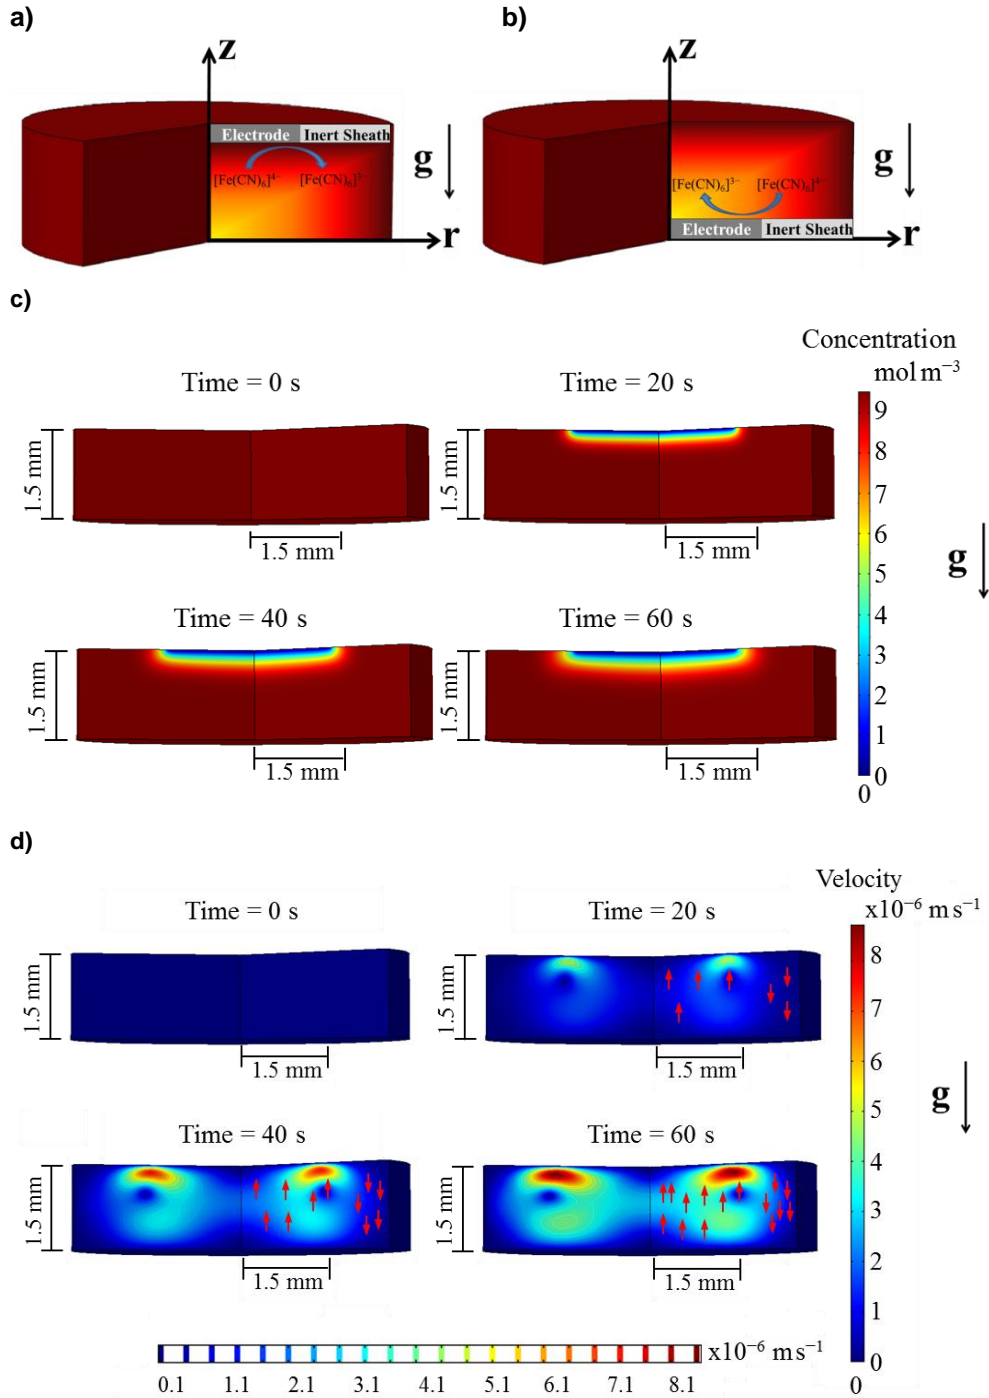 a)
b)
z
z
Electrode Inert Sheath
g
[Fe(CN)₆]⁴⁻ [Fe(CN)₆]³⁻
r
[Fe(CN)₆]³⁻ [Fe(CN)₆]⁴⁻
g
Electrode Inert Sheath
r
c)
Concentration
mol m⁻³
Time = 0 s
Time = 20 s
1.5 mm
1.5 mm
1.5 mm
1.5 mm
Time = 40 s
Time = 60 s
1.5 mm
1.5 mm
1.5 mm
1.5 mm
9
8
7
6
5
4
3
2
1
0
0
g
d)
Velocity
x10⁻⁶ m s⁻¹
Time = 0 s
Time = 20 s
1.5 mm
1.5 mm
1.5 mm
1.5 mm
Time = 40 s
Time = 60 s
1.5 mm
1.5 mm
1.5 mm
1.5 mm
8
7
6
5
4
3
2
1
0
g
x10⁻⁶ m s⁻¹
0.1 1.1 2.1 3.1 4.1 5.1 6.1 7.1 8.1